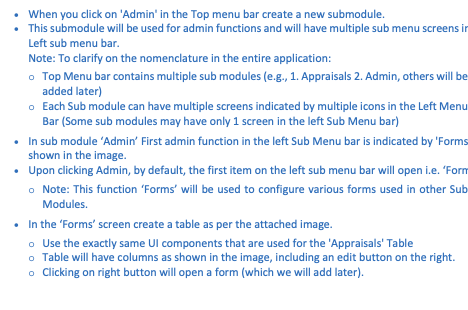 • When you click on 'Admin' in the Top menu bar create a new submodule.
• This submodule will be used for admin functions and will have multiple sub menu screens in
Left sub menu bar.
Note: To clarify on the nomenclature in the entire application:
o Top Menu bar contains multiple sub modules (e.g., 1. Appraisals 2. Admin, others will be
added later)
o Each Sub module can have multiple screens indicated by multiple icons in the Left Menu
Bar (Some sub modules may have only 1 screen in the left Sub Menu bar)
• In sub module ‘Admin’ First admin function in the left Sub Menu bar is indicated by 'Forms
shown in the image.
• Upon clicking Admin, by default, the first item on the left sub menu bar will open i.e. ‘Form
o Note: This function ‘Forms’ will be used to configure various forms used in other Sub
Modules.
• In the ‘Forms’ screen create a table as per the attached image.
o Use the exactly same UI components that are used for the 'Appraisals' Table
o Table will have columns as shown in the image, including an edit button on the right.
o Clicking on right button will open a form (which we will add later).